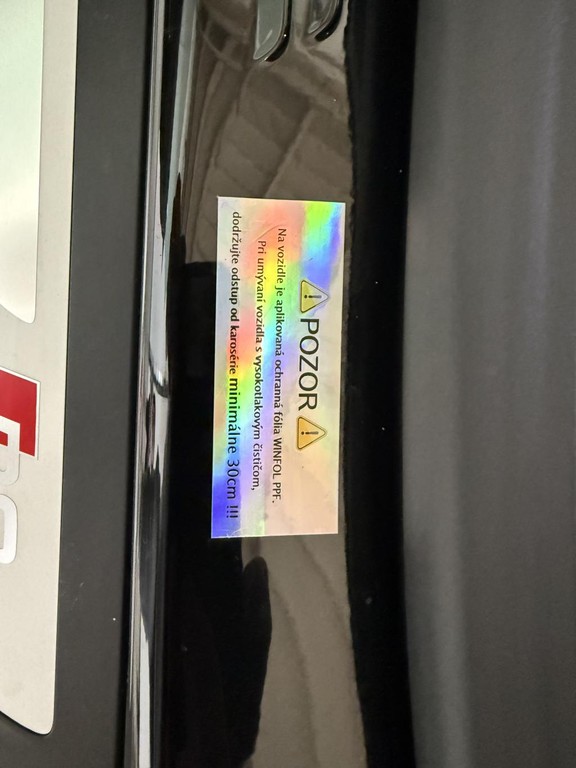 POZOR
Na vozidle je aplikovaná ochranná fólia WINFOL PPF.
Pri umývaní vozidla s vysokotlakovým čističom,
dodržujte odstup od karosérie minimálne 30cm !!!